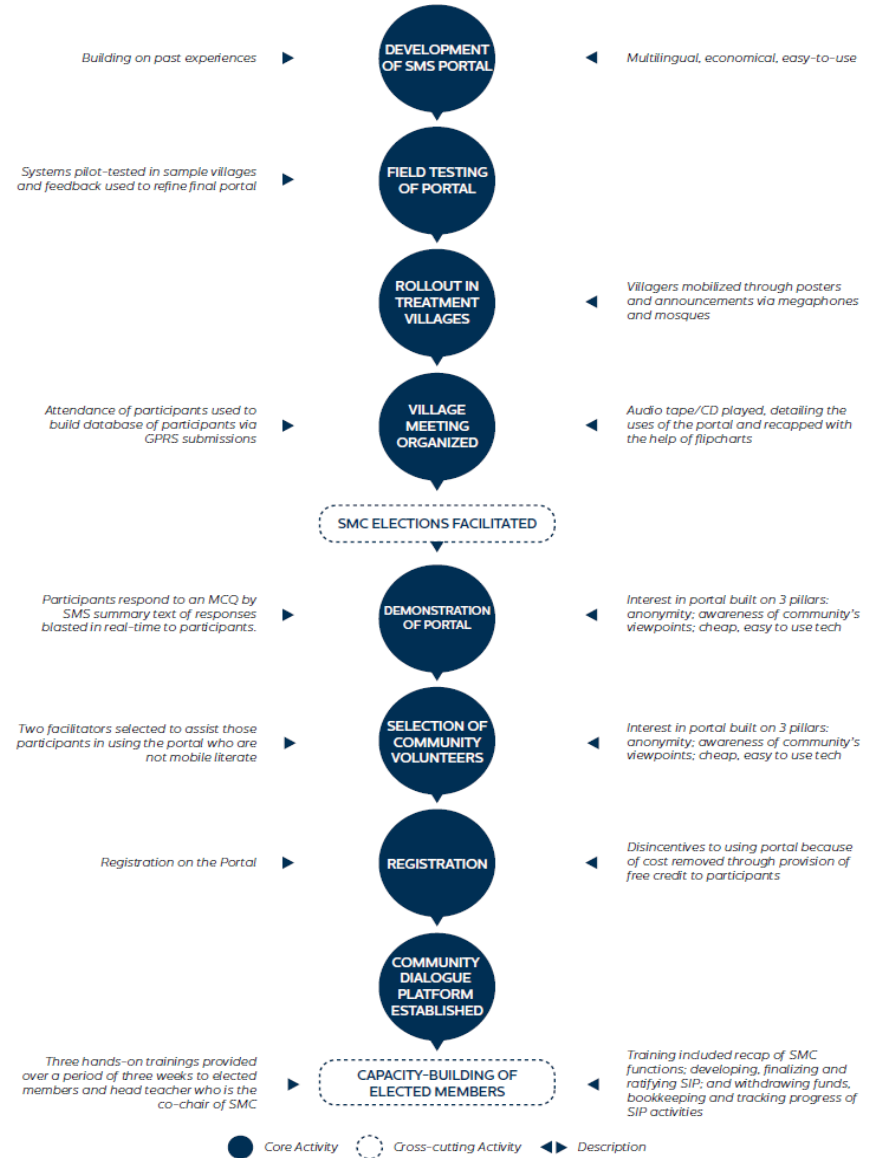 DEVELOPMENT
OF SMS PORTAL
Building on past experiences
Multilingual, economical, easy-to-use
FIELD TESTING
OF PORTAL
Systems pilot-tested in sample villages
and feedback used to refine final portal
ROLLOUT IN
TREATMENT
VILLAGES
Villagers mobilized through posters
and announcements via megaphones
and mosques
VILLAGE
MEETING
ORGANIZED
Attendance of participants used to
build database of participants via
GPRS submissions
Audio tape/CD played, detailing the
uses of the portal and recapped with
the help of flipcharts
SMC ELECTIONS FACILITATED
DEMONSTRATION
OF PORTAL
Participants respond to an MCQ by
SMS summary text of responses
blasted in real-time to participants.
Interest in portal built on 3 pillars:
anonymity; awareness of community's
viewpoints; cheap, easy to use tech
SELECTION OF
COMMUNITY
VOLUNTEERS
Two facilitators selected to assist those
participants in using the portal who are
not mobile literate
Interest in portal built on 3 pillars:
anonymity; awareness of community's
viewpoints; cheap, easy to use tech
REGISTRATION
Registration on the Portal
Disincentives to using portal because
of cost removed through provision of
free credit to participants
COMMUNITY
DIALOGUE
PLATFORM
ESTABLISHED
CAPACITY-BUILDING OF
ELECTED MEMBERS
Three hands-on trainings provided
over a period of three weeks to elected
members and head teacher who is the
co-chair of SMC
Training included recap of SMC
functions; developing, finalizing and
ratifying SIP; and withdrawing funds,
bookkeeping and tracking progress of
SIP activities
Core Activity
Cross-cutting Activity
Description